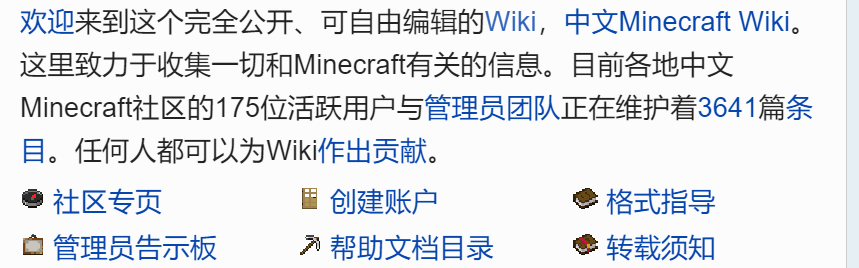 欢迎来到这个完全公开、可自由编辑的Wiki，中文Minecraft Wiki。
这里致力于收集一切和Minecraft有关的信息。目前各地中文
Minecraft社区的175位活跃用户与管理员团队正在维护着3641篇条
目。任何人都可以为Wiki作出贡献。
社区专页 创建账户 格式指导
管理员告示板 帮助文档目录 转载须知